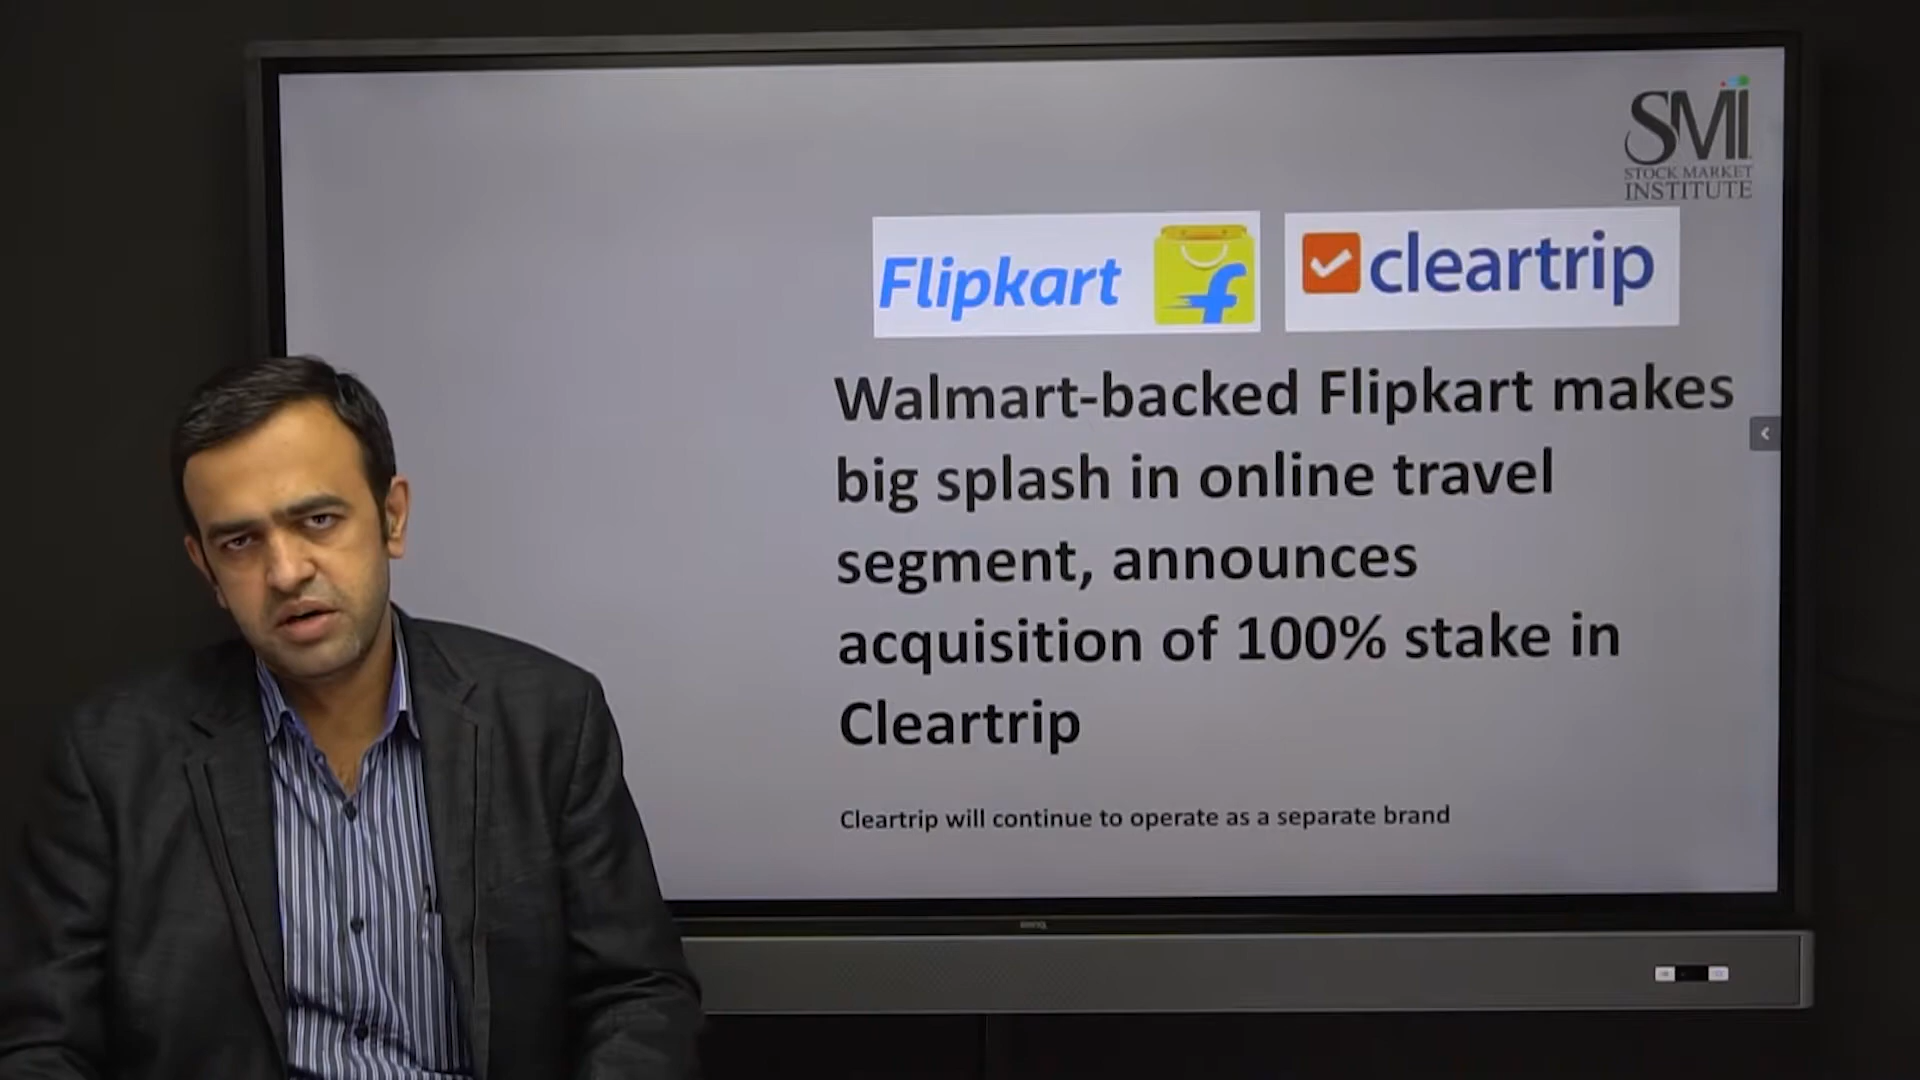 SMI
STOCK MARKET
INSTITUTE
Flipkart
cleartrip
Walmart-backed Flipkart makes
big splash in online travel
segment, announces
acquisition of 100% stake in
Cleartrip
Cleartrip will continue to operate as a separate brand
BenQ